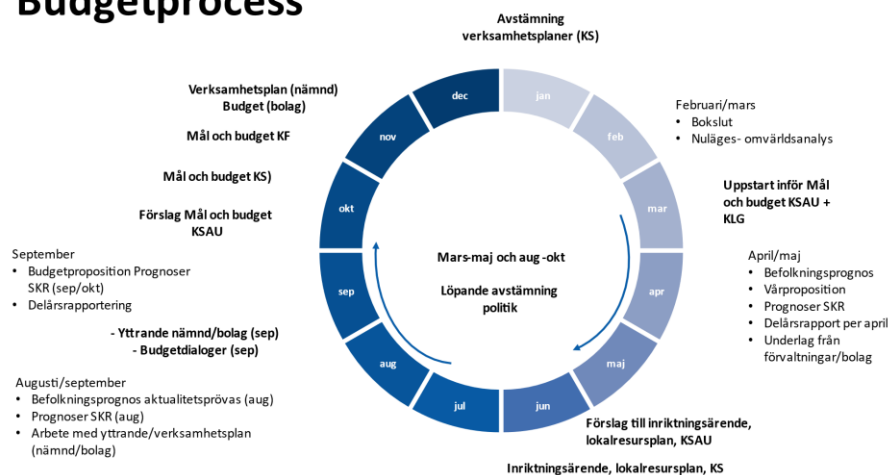 Budgetprocess
Avstämning
verksamhetsplaner (KS)
Verksamhetsplan (nämnd)
Budget (bolag)
Mål och budget KF
Mål och budget KS)
Förslag Mål och budget
KSAU
September
• Budgetproposition Prognoser
SKR (sep/okt)
• Delårsrapportering
- Yttrande nämnd/bolag (sep)
- Budgetdialoger (sep)
Augusti/september
• Befolkningsprognos aktualitetsprövas (aug)
• Prognoser SKR (aug)
• Arbete med yttrande/verksamhetsplan
(nämnd/bolag)
jan
feb
mar
apr
maj
jun
jul
aug
sep
okt
nov
dec
Mars-maj och aug-okt
Löpande avstämning
politik
Februari/mars
• Bokslut
• Nuläges- omvärldsanalys
Uppstart inför Mål
och budget KSAU +
KLG
April/maj
• Befolkningsprognos
• Vårproposition
• Prognoser SKR
• Delårsrapport per april
• Underlag från
förvaltningar/bolag
Förslag till inriktningsärende,
lokalresursplan, KSAU
Inriktningsärende, lokalresursplan, KS